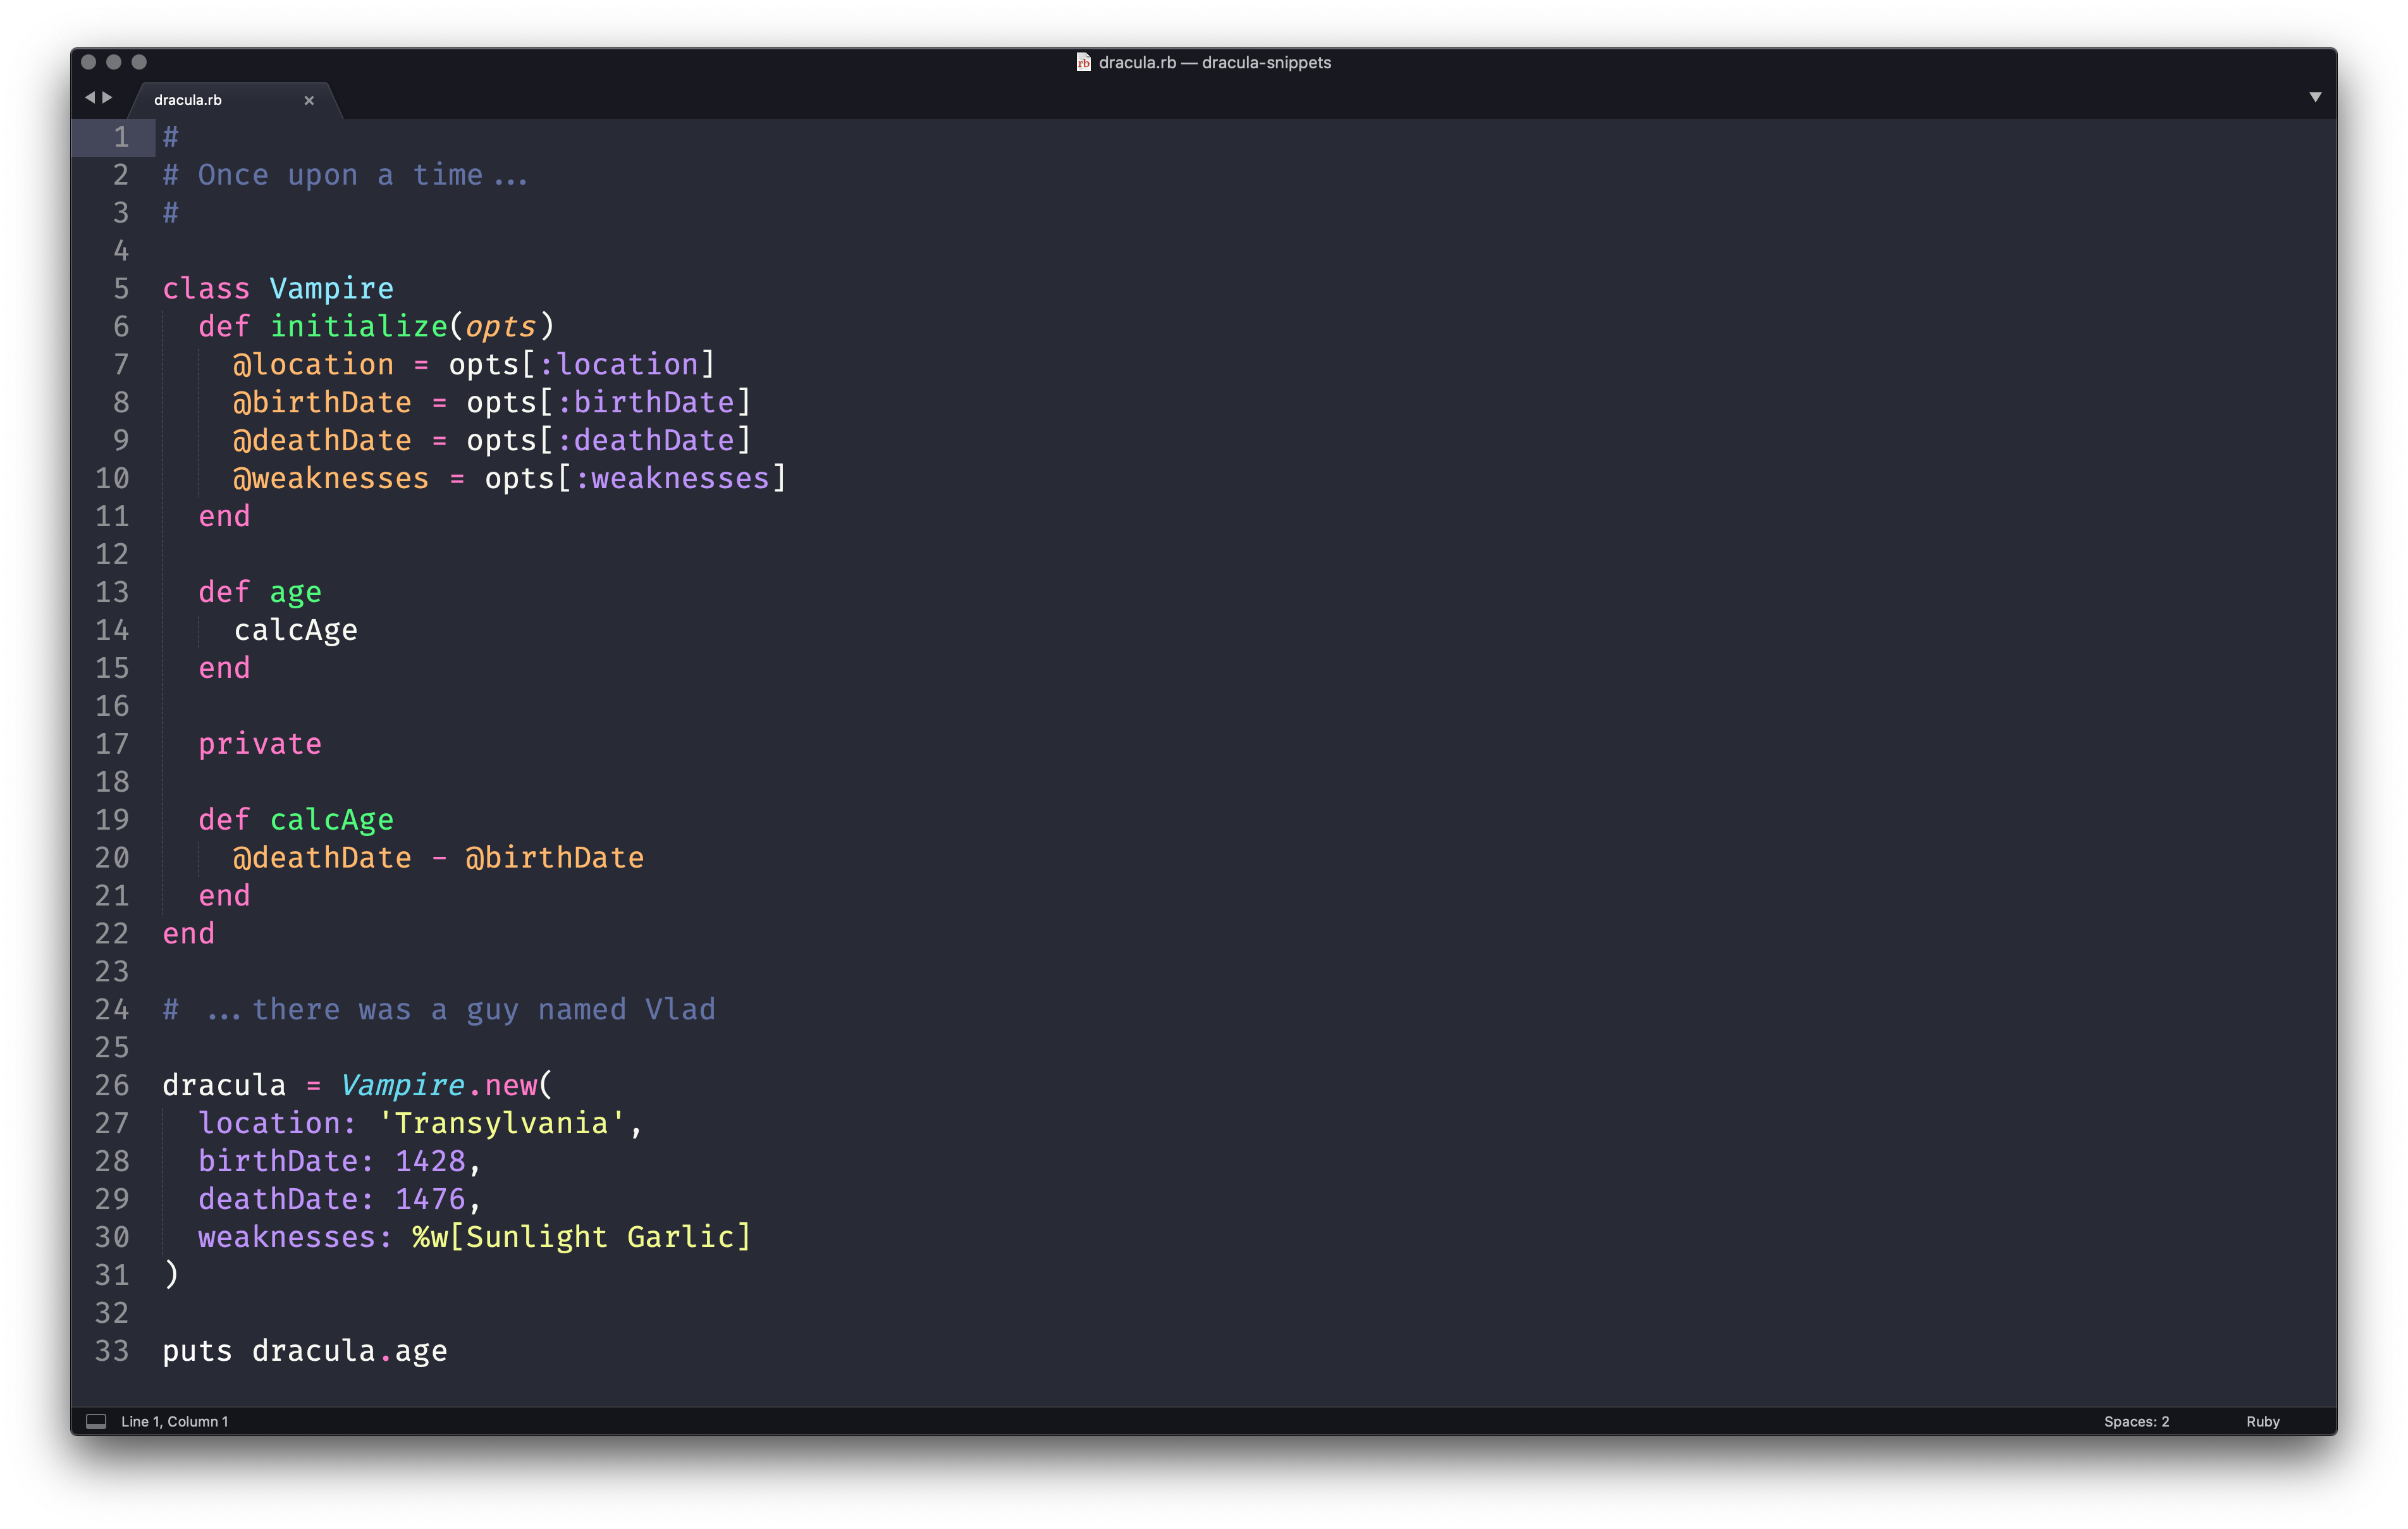 dracula.rb — dracula-snippets
dracula.rb
1 #
2 # Once upon a time...
3 #
4
5 class Vampire
6   def initialize(opts)
7     @location = opts[:location]
8     @birthDate = opts[:birthDate]
9     @deathDate = opts[:deathDate]
10     @weaknesses = opts[:weaknesses]
11   end
12
13   def age
14     calcAge
15   end
16
17   private
18
19   def calcAge
20     @deathDate - @birthDate
21   end
22 end
23
24 # ...there was a guy named Vlad
25
26 dracula = Vampire.new(
27   location: 'Transylvania',
28   birthDate: 1428,
29   deathDate: 1476,
30   weaknesses: %w[Sunlight Garlic]
31 )
32
33 puts dracula.age
Line 1, Column 1 Spaces: 2 Ruby